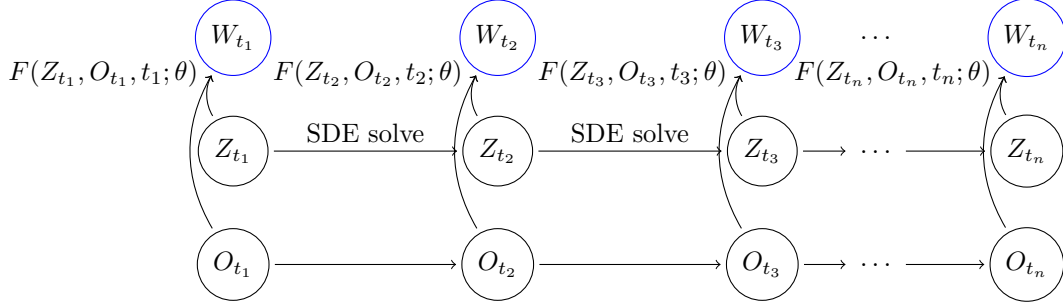 W_{t_1} W_{t_2} W_{t_3} ⋯ W_{t_n}
F(Z_{t_1}, O_{t_1}, t_1; θ) F(Z_{t_2}, O_{t_2}, t_2; θ) F(Z_{t_3}, O_{t_3}, t_3; θ) F(Z_{t_n}, O_{t_n}, t_n; θ)
Z_{t_1} SDE solve Z_{t_2} SDE solve Z_{t_3} ⋯ Z_{t_n}
O_{t_1} O_{t_2} O_{t_3} ⋯ O_{t_n}